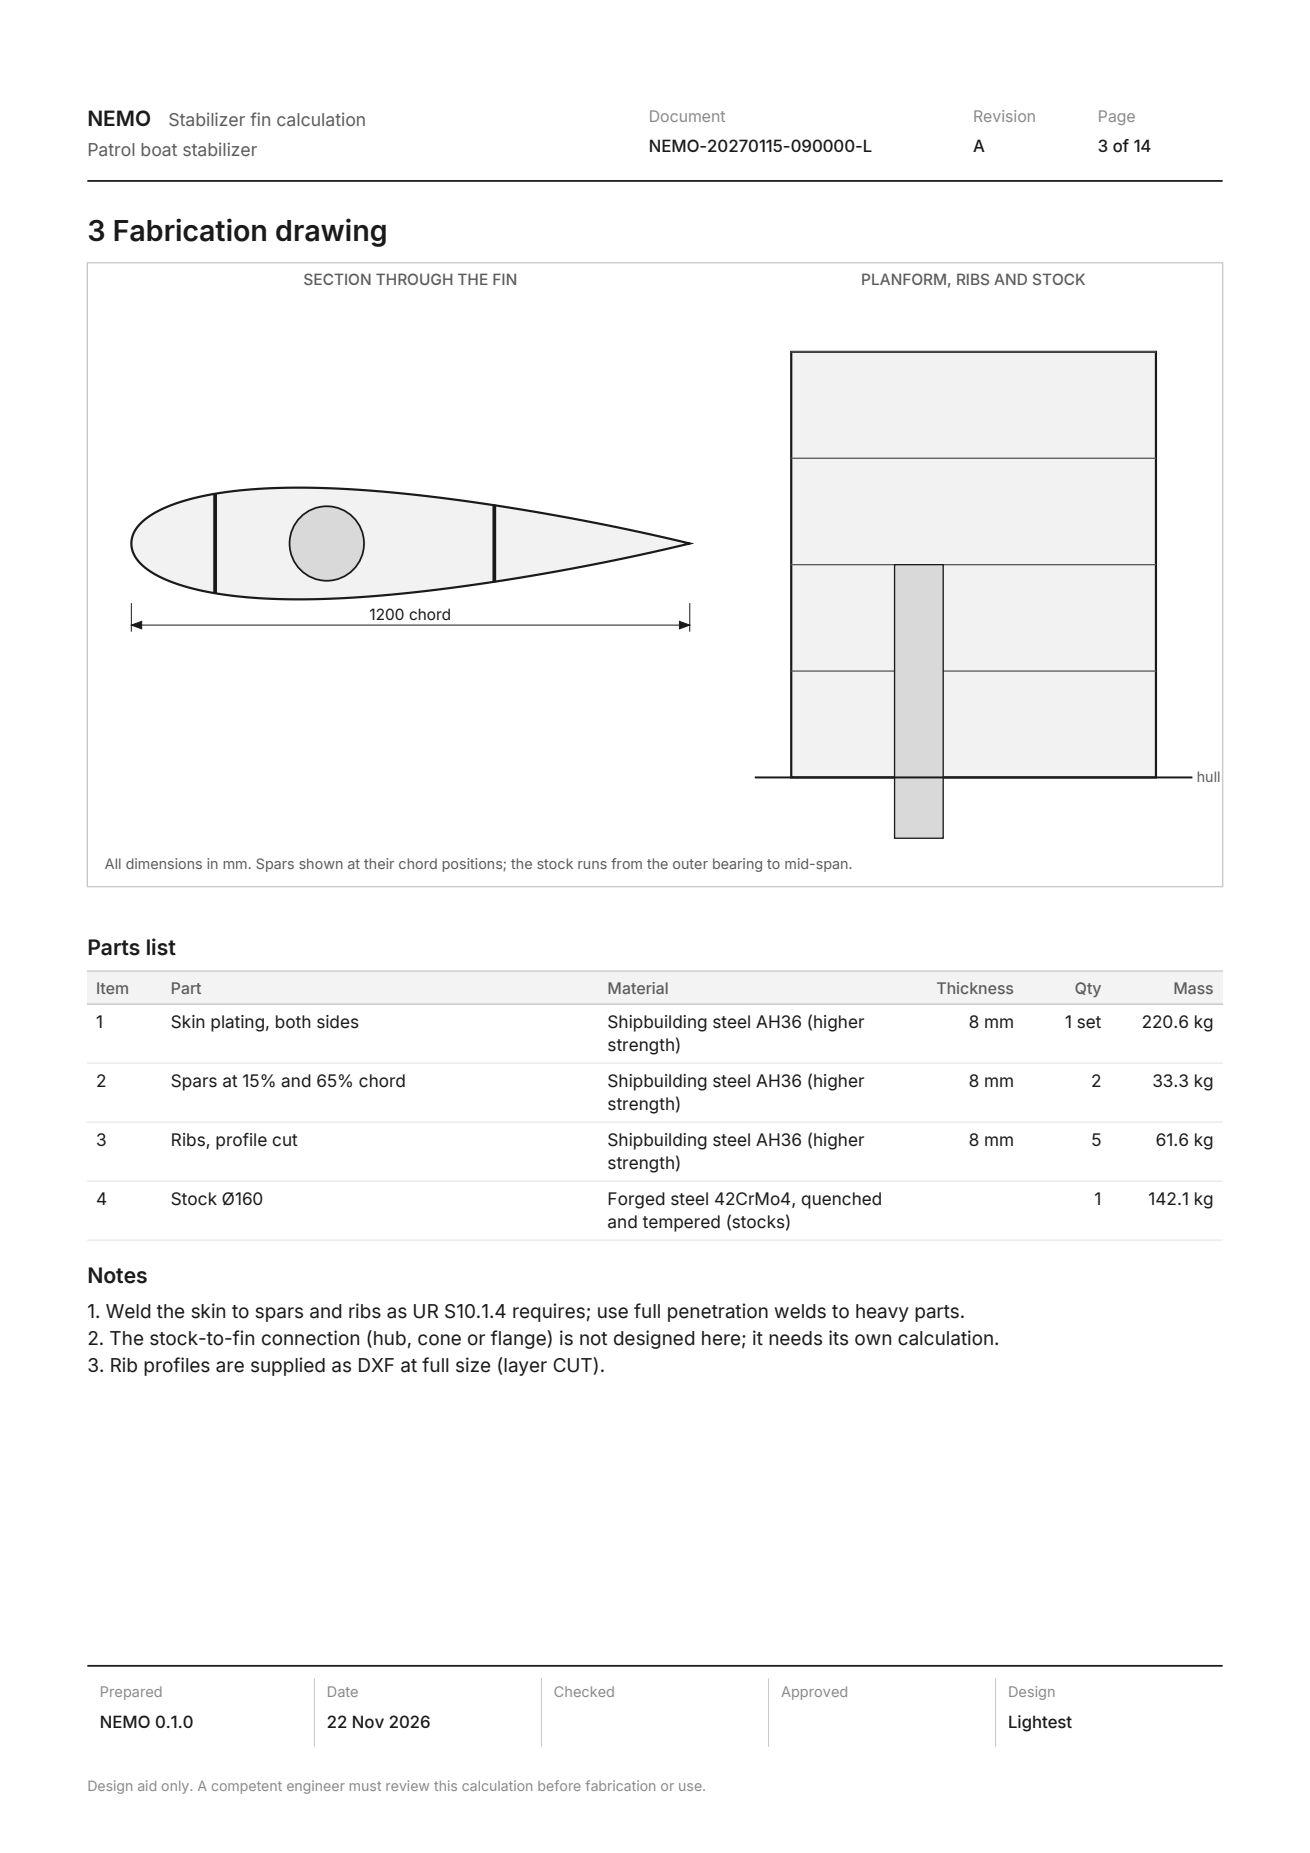 NEMO Stabilizer fin calculation
Patrol boat stabilizer
Document
NEMO-20270115-090000-L
Revision
A
Page
3 of 14
3 Fabrication drawing
SECTION THROUGH THE FIN
PLANFORM, RIBS AND STOCK
1200 chord
hull
All dimensions in mm. Spars shown at their chord positions; the stock runs from the outer bearing to mid-span.
Parts list
Item Part Material Thickness Qty Mass
1 Skin plating, both sides Shipbuilding steel AH36 (higher 8 mm 1 set 220.6 kg
strength)
2 Spars at 15% and 65% chord Shipbuilding steel AH36 (higher 8 mm 2 33.3 kg
strength)
3 Ribs, profile cut Shipbuilding steel AH36 (higher 8 mm 5 61.6 kg
strength)
4 Stock Ø160 Forged steel 42CrMo4, quenched 1 142.1 kg
and tempered (stocks)
Notes
1. Weld the skin to spars and ribs as UR S10.1.4 requires; use full penetration welds to heavy parts.
2. The stock-to-fin connection (hub, cone or flange) is not designed here; it needs its own calculation.
3. Rib profiles are supplied as DXF at full size (layer CUT).
Prepared Date Checked Approved Design
NEMO 0.1.0 22 Nov 2026 Lightest
Design aid only. A competent engineer must review this calculation before fabrication or use.